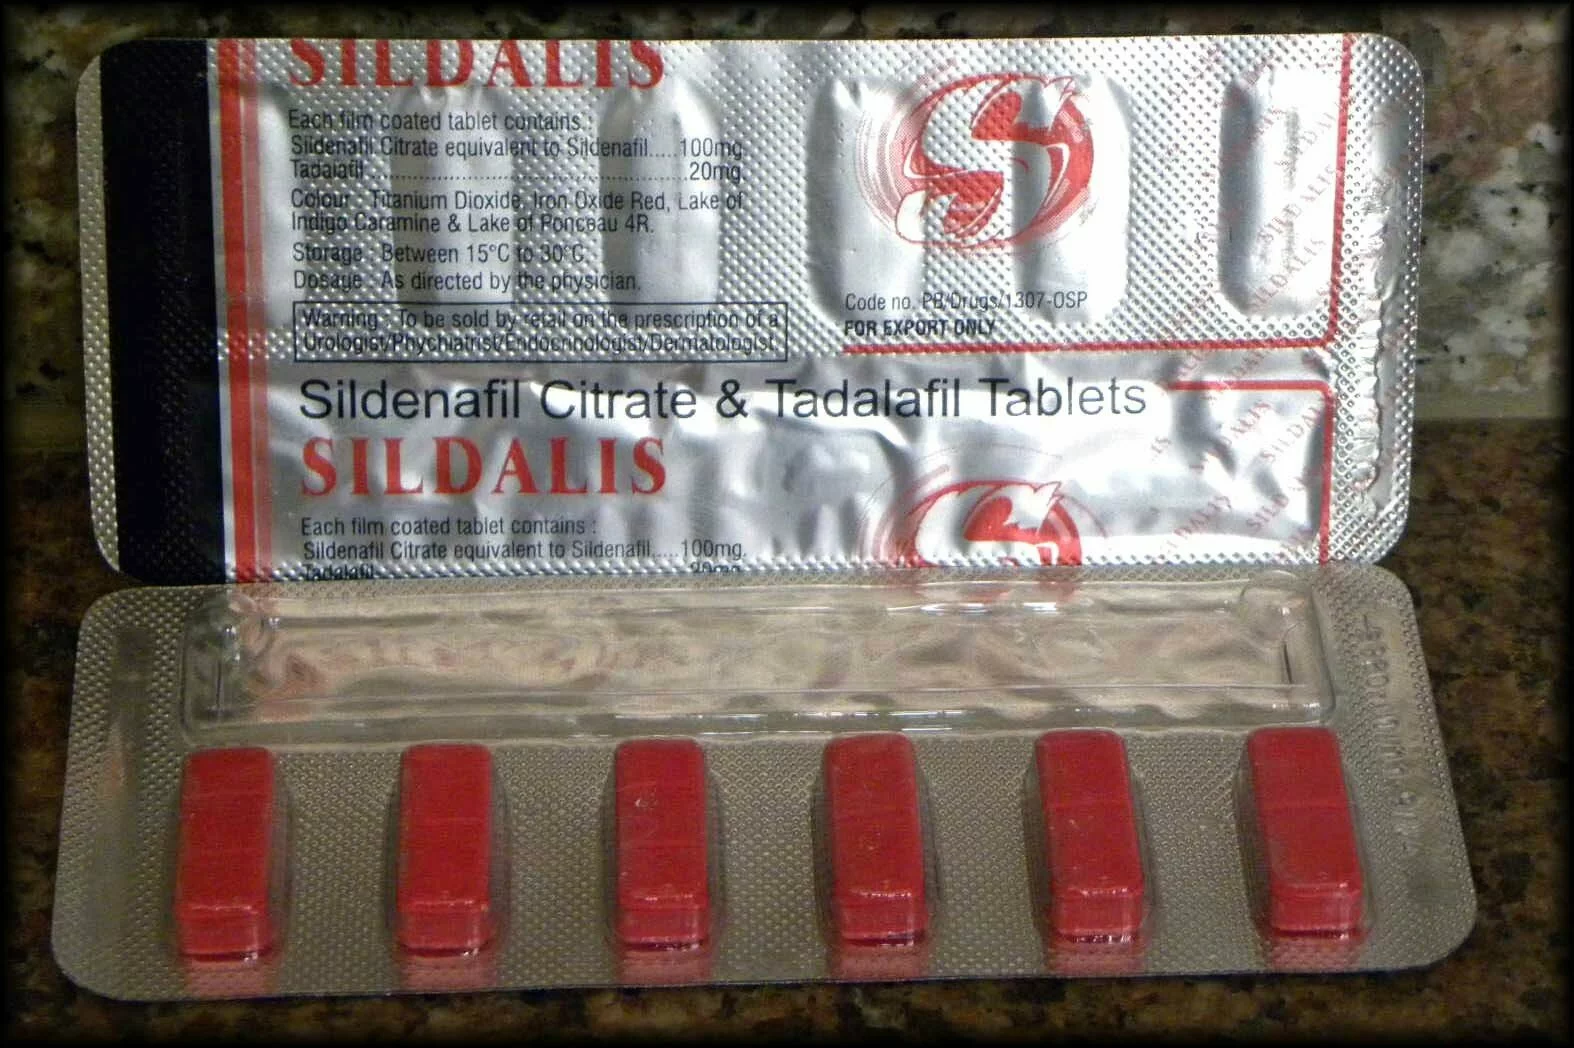 SILDALIS
Each film coated tablet contains :
Sildenafil Citrate equivalent to Sildenafil.....100mg.
Tadalafil ..................................................... 20mg.
Colour : Titanium Dioxide, Iron Oxide Red, Lake of
Indigo Caramine & Lake of Ponceau 4R.
Storage : Between 15°C to 30°C.
Dosage : As directed by the physician.
Warning : To be sold by retail on the prescription of a
Urologist/Phychiatrist/Endocrinologist/Dermatologist
Code no. PB/Drugs/1307-OSP
FOR EXPORT ONLY
Sildenafil Citrate & Tadalafil Tablets
SILDALIS
Each film coated tablet contains :
Sildenafil Citrate equivalent to Sildenafil.....100mg.
Tadalafil 20mg.